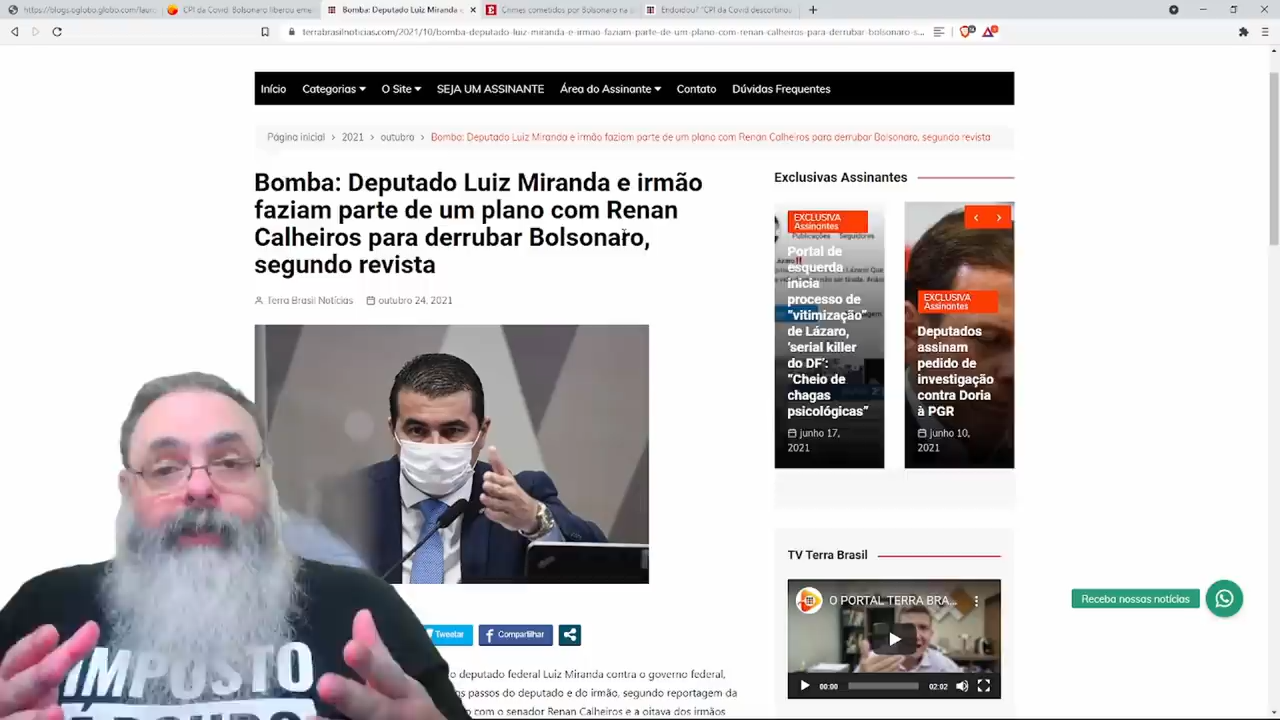 https://blogs.oglobo.globo.com/laur
CPI da Covid: Bolsonaro liberou eme
Bomba: Deputado Luiz Miranda e
Crimes cometidos por Bolsonaro na s
Endoidou? "CPI da Covid descortinou
terrabrasilnoticias.com/2021/10/bomba-deputado-luiz-miranda-e-irmao-faziam-parte-de-um-plano-com-renan-calheiros-para-derrubar-bolsonaro-s...
Início Categorias O Site SEJA UM ASSINANTE Área do Assinante Contato Dúvidas Frequentes
Página inicial > 2021 > outubro > Bomba: Deputado Luiz Miranda e irmão faziam parte de um plano com Renan Calheiros para derrubar Bolsonaro, segundo revista
Bomba: Deputado Luiz Miranda e irmão
faziam parte de um plano com Renan
Calheiros para derrubar Bolsonaro,
segundo revista
Terra Brasil Notícias outubro 24, 2021
Tweetar Compartilhar
o deputado federal Luiz Miranda contra o governo federal,
os passos do deputado e do irmão, segundo reportagem da
o com o senador Renan Calheiros e a oitava dos irmãos
IMPOSTO
Exclusivas Assinantes
EXCLUSIVA
Assinantes
Portal de
esquerda
inicia
processo de
“vitimização”
de Lázaro,
‘serial killer
do DF’:
“Cheio de
chagas
psicológicas”
junho 17,
2021
EXCLUSIVA
Assinantes
Deputados
assinam
pedido de
investigação
contra Doria
à PGR
junho 10,
2021
TV Terra Brasil
O PORTAL TERRA BRA...
00:00 02:02
Receba nossas notícias